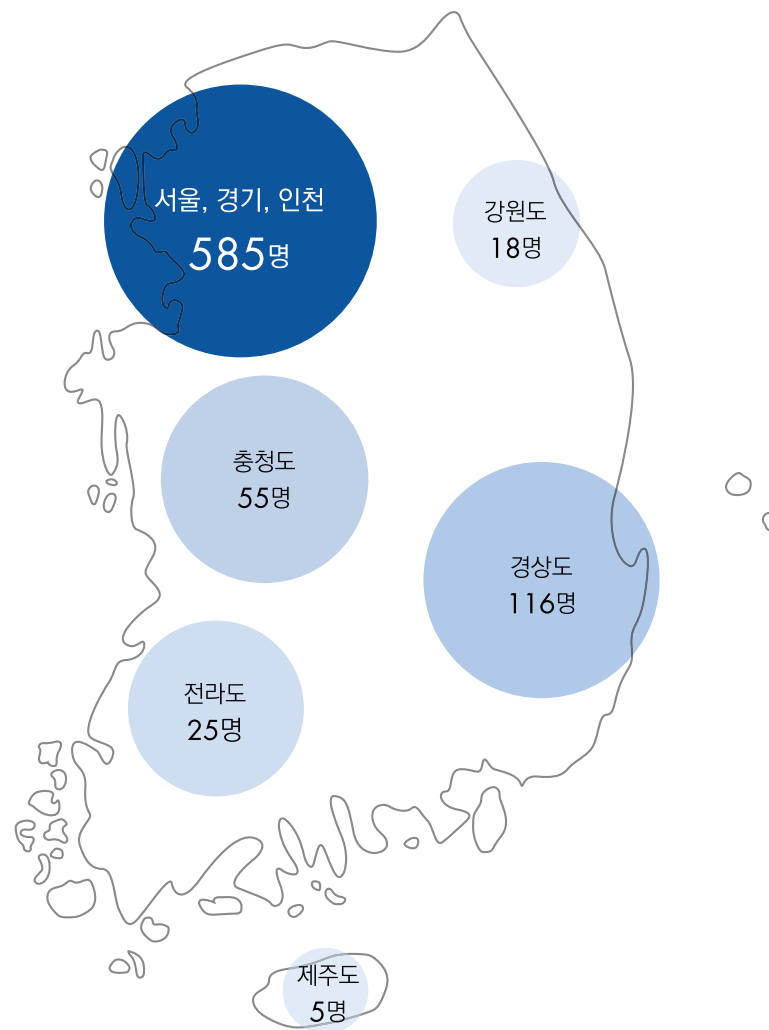 서울, 경기, 인천
585명
강원도
18명
충청도
55명
경상도
116명
전라도
25명
제주도
5명